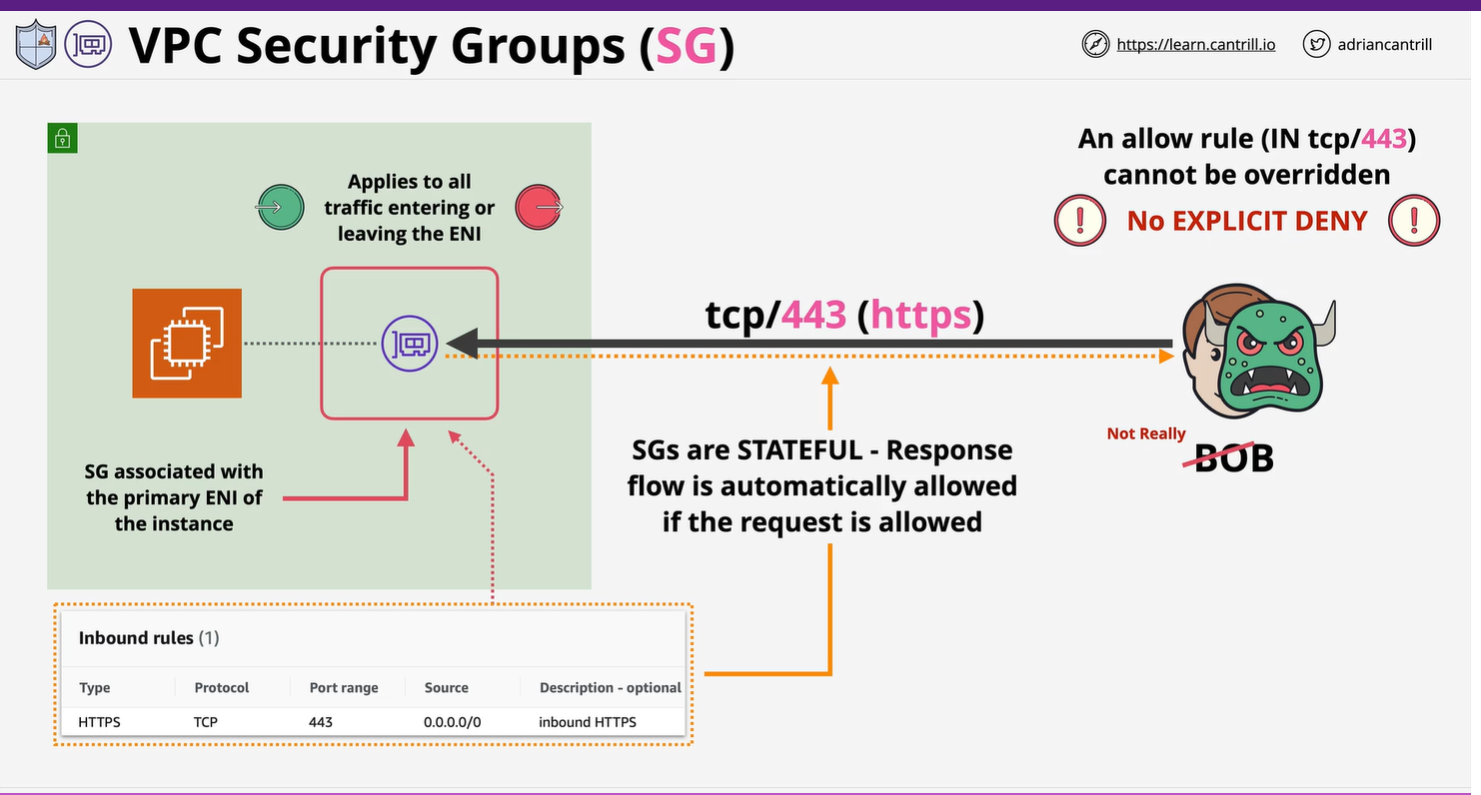 VPC Security Groups (SG)
https://learn.cantrill.io
adriancantrill
Applies to all
traffic entering or
leaving the ENI
SG associated with
the primary ENI of
the instance
tcp/443 (https)
SGs are STATEFUL - Response
flow is automatically allowed
if the request is allowed
An allow rule (IN tcp/443)
cannot be overridden
No EXPLICIT DENY
Not Really
BOB
Inbound rules (1)
Type Protocol Port range Source Description - optional
HTTPS TCP 443 0.0.0.0/0 inbound HTTPS